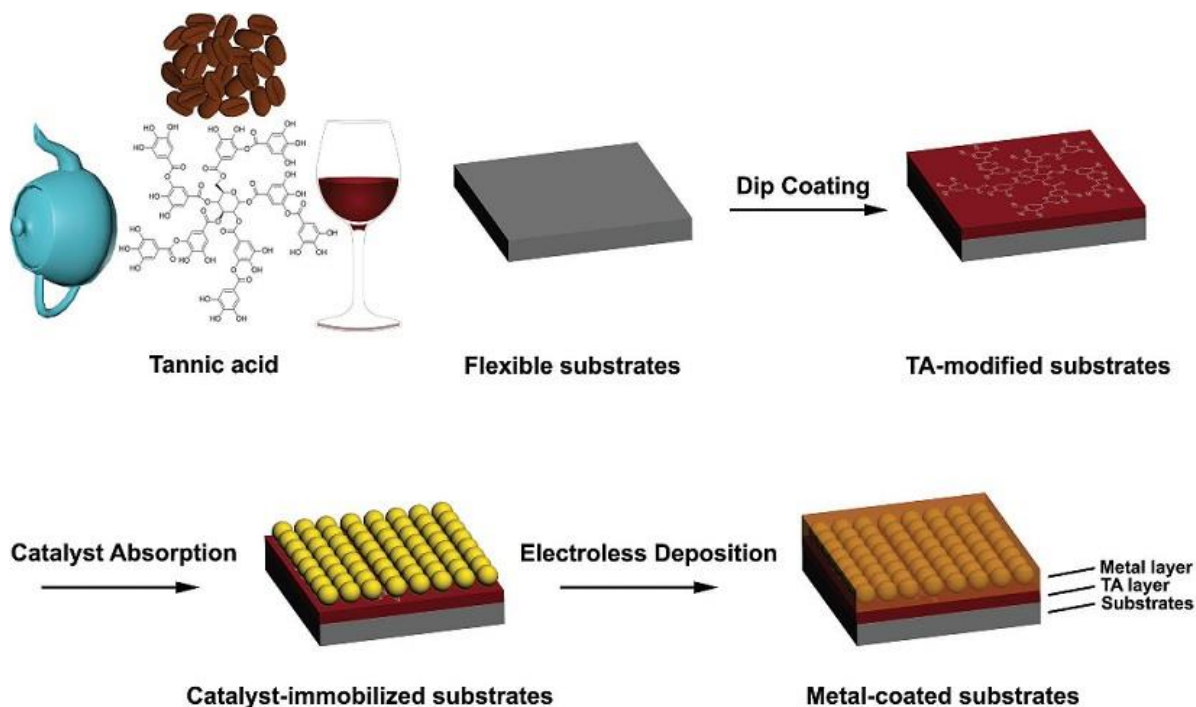 Tannic acid
Flexible substrates
Dip Coating
TA-modified substrates
Catalyst Absorption
Catalyst-immobilized substrates
Electroless Deposition
Metal layer
TA layer
Substrates
Metal-coated substrates